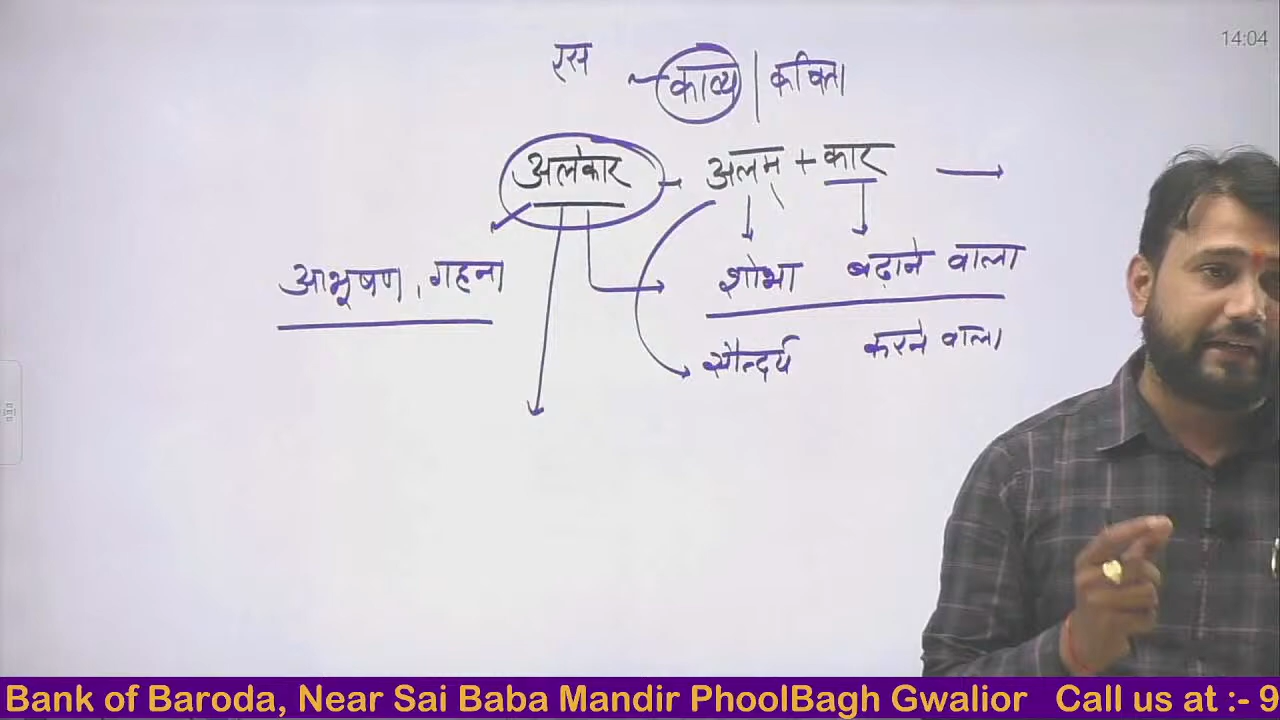 14:04
रस
काव्य | कविता
अलंकार - अलम् + कार →
आभूषण, गहना
शोभा बढ़ाने वाला
सौन्दर्य करने वाला
Bank of Baroda, Near Sai Baba Mandir PhoolBagh Gwalior Call us at :- 9